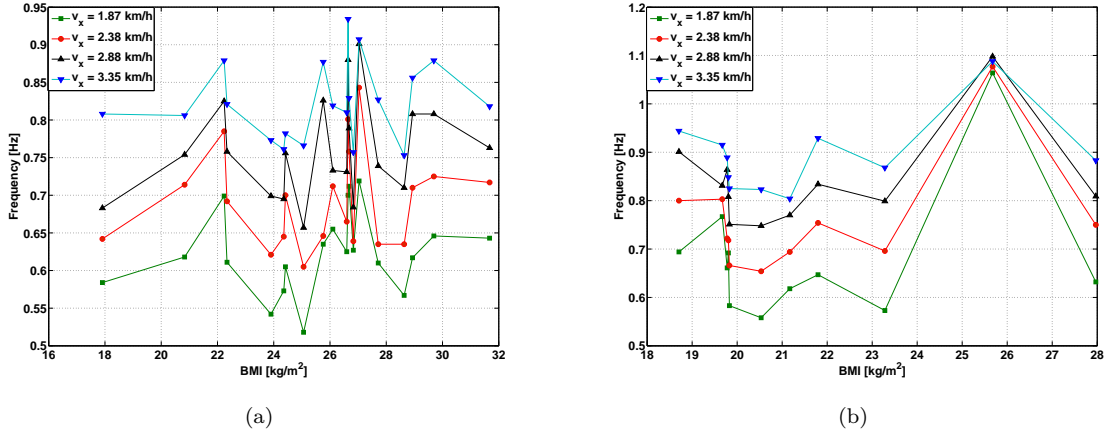 v_x = 1.87 km/h
v_x = 2.38 km/h
v_x = 2.88 km/h
v_x = 3.35 km/h
Frequency [Hz]
0.95
0.9
0.85
0.8
0.75
0.7
0.65
0.6
0.55
0.5
16 18 20 22 24 26 28 30 32
BMI [kg/m²]
(a)
v_x = 1.87 km/h
v_x = 2.38 km/h
v_x = 2.88 km/h
v_x = 3.35 km/h
Frequency [Hz]
1.2
1.1
1
0.9
0.8
0.7
0.6
0.5
18 19 20 21 22 23 24 25 26 27 28
BMI [kg/m²]
(b)